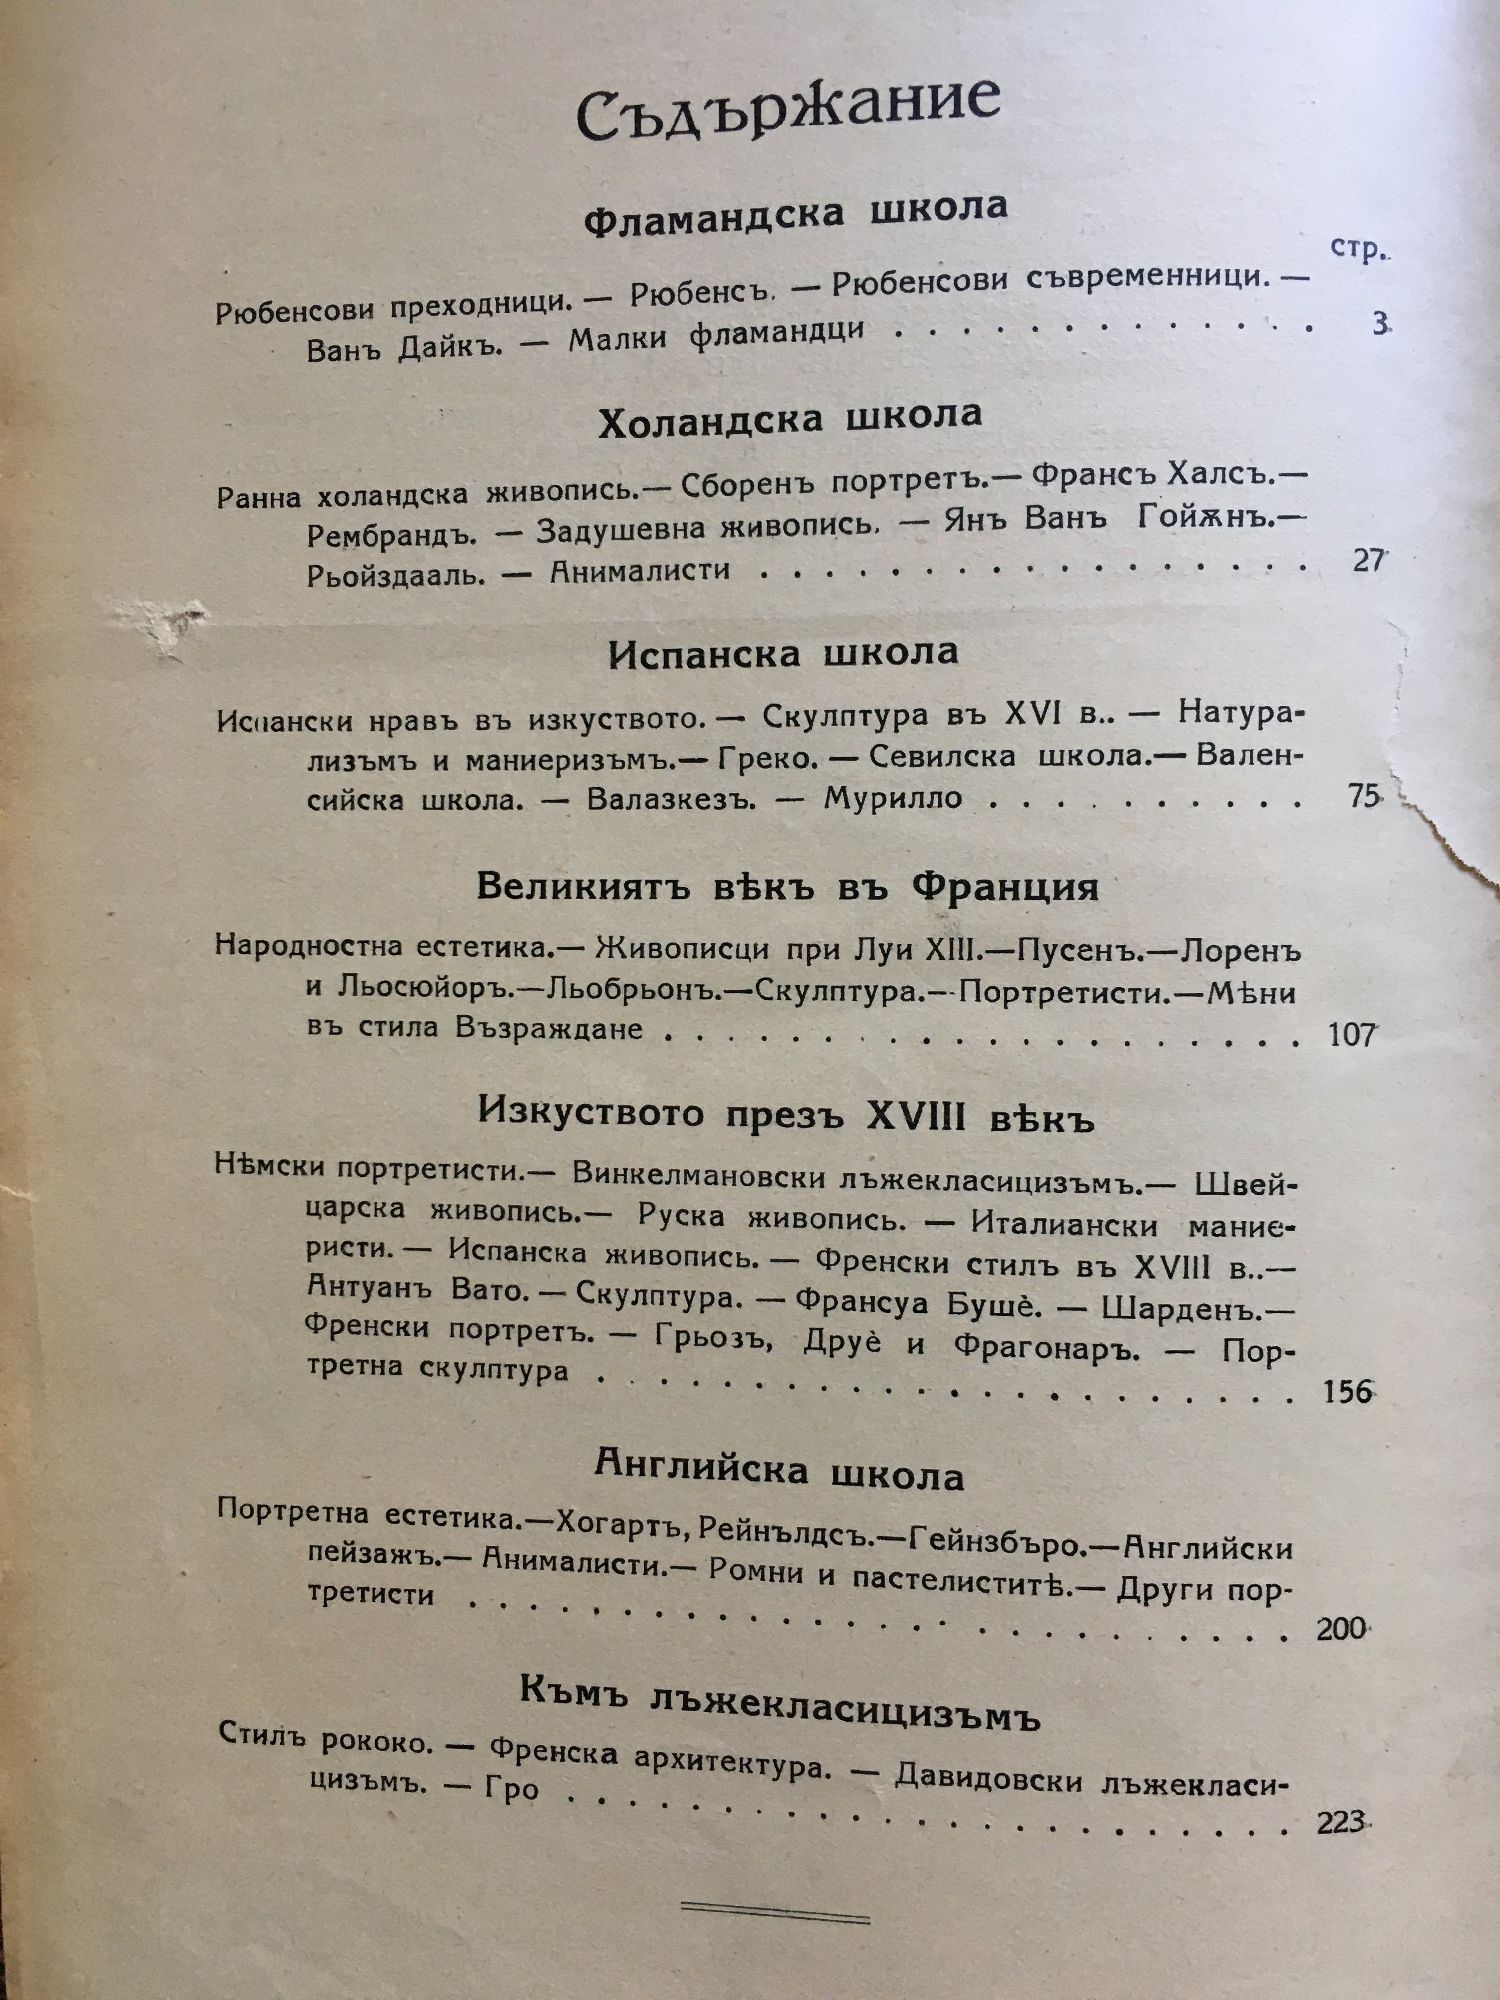 Съдържание
Фламандска школа
стр.
Рюбенсови преходници. — Рюбенсъ. — Рюбенсови съвременници. —
Ванъ Дайкъ. — Малки фламандци . . . . . . . . . . . . . 3
Холандска школа
Ранна холандска живопись.— Сборенъ портретъ.— Франсъ Халсъ.—
Рембрандъ. — Задушевна живопись. — Янъ Ванъ Гойѫнъ.—
Рьойздааль. — Анималисти . . . . . . . . . . . . . . . . . 27
Испанска школа
Испански нравъ въ изкуството. — Скулптура въ XVI в.. — Натура-
лизъмъ и маниеризъмъ.— Греко. — Севилска школа.— Вален-
сийска школа. — Валазкезъ. — Мурилло . . . . . . . . . . 75
Великиятъ вѣкъ въ Франция
Народностна естетика.— Живописци при Луи XIII.—Пусенъ.—Лоренъ
и Льосюйоръ.—Льобрьонъ.—Скулптура.—Портретисти.—Мѣни
въ стила Възраждане . . . . . . . . . . . . . . . . . . . . 107
Изкуството презъ XVIII вѣкъ
Нѣмски портретисти.— Винкелмановски лъжекласицизъмъ.— Швей-
царска живопись.— Руска живопись. — Италиански мание-
ристи. — Испанска живопись. — Френски стилъ въ XVIII в..—
Антуанъ Вато. — Скулптура. — Франсуа Бушѐ. — Шарденъ.—
Френски портретъ. — Грьозъ, Друѐ и Фрагонаръ. — Пор-
третна скулптура . . . . . . . . . . . . . . . . . . . . . . 156
Английска школа
Портретна естетика.—Хогартъ, Рейнълдсъ.—Гейнзбъро.—Английски
пейзажъ.— Анималисти.— Ромни и пастелиститѣ.— Други пор-
третисти . . . . . . . . . . . . . . . . . . . . . . . . . . 200
Къмъ лъжекласицизъмъ
Стилъ рококо. — Френска архитектура. — Давидовски лъжекласи-
цизъмъ. — Гро . . . . . . . . . . . . . . . . . . . . . . . 223